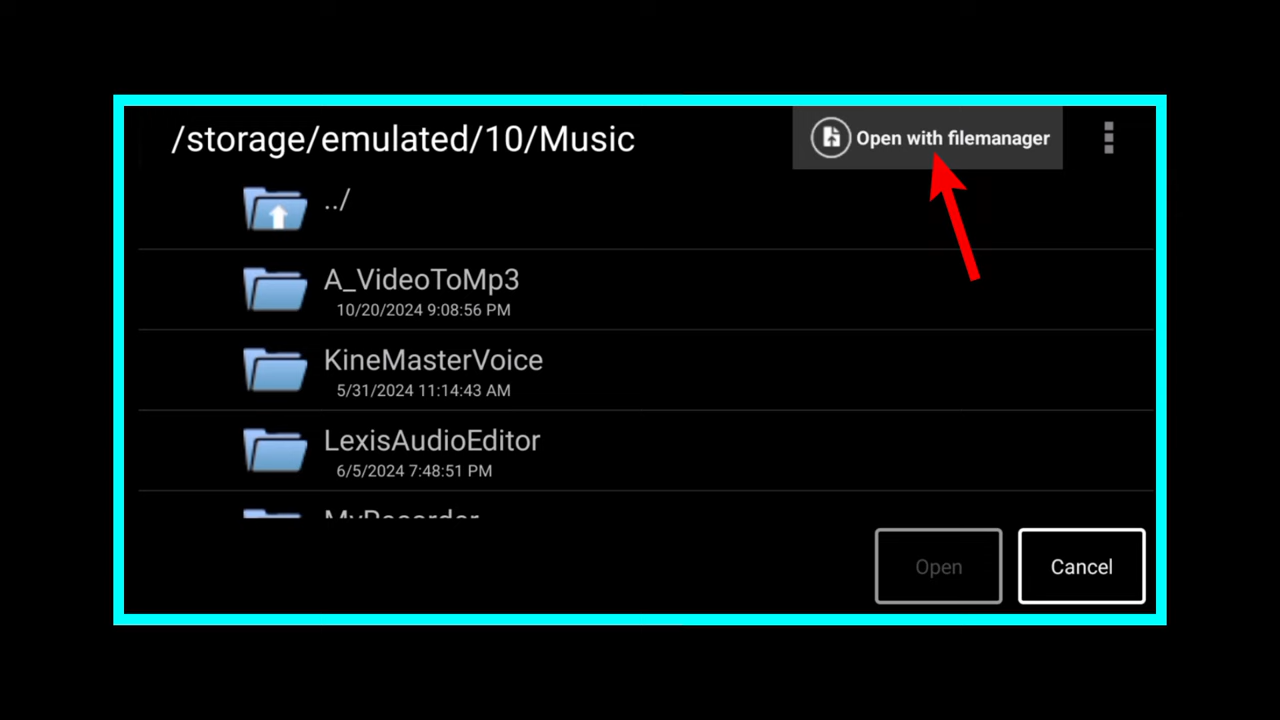 /storage/emulated/10/Music
Open with filemanager
../
A_VideoToMp3
10/20/2024 9:08:56 PM
KineMasterVoice
5/31/2024 11:14:43 AM
LexisAudioEditor
6/5/2024 7:48:51 PM
MyRecorder
Open
Cancel